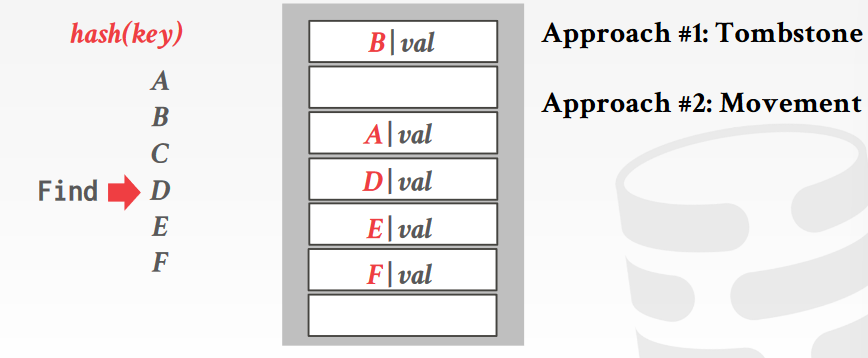 hash(key)
A
B
C
Find D
E
F
B|val
A|val
D|val
E|val
F|val
Approach #1: Tombstone
Approach #2: Movement